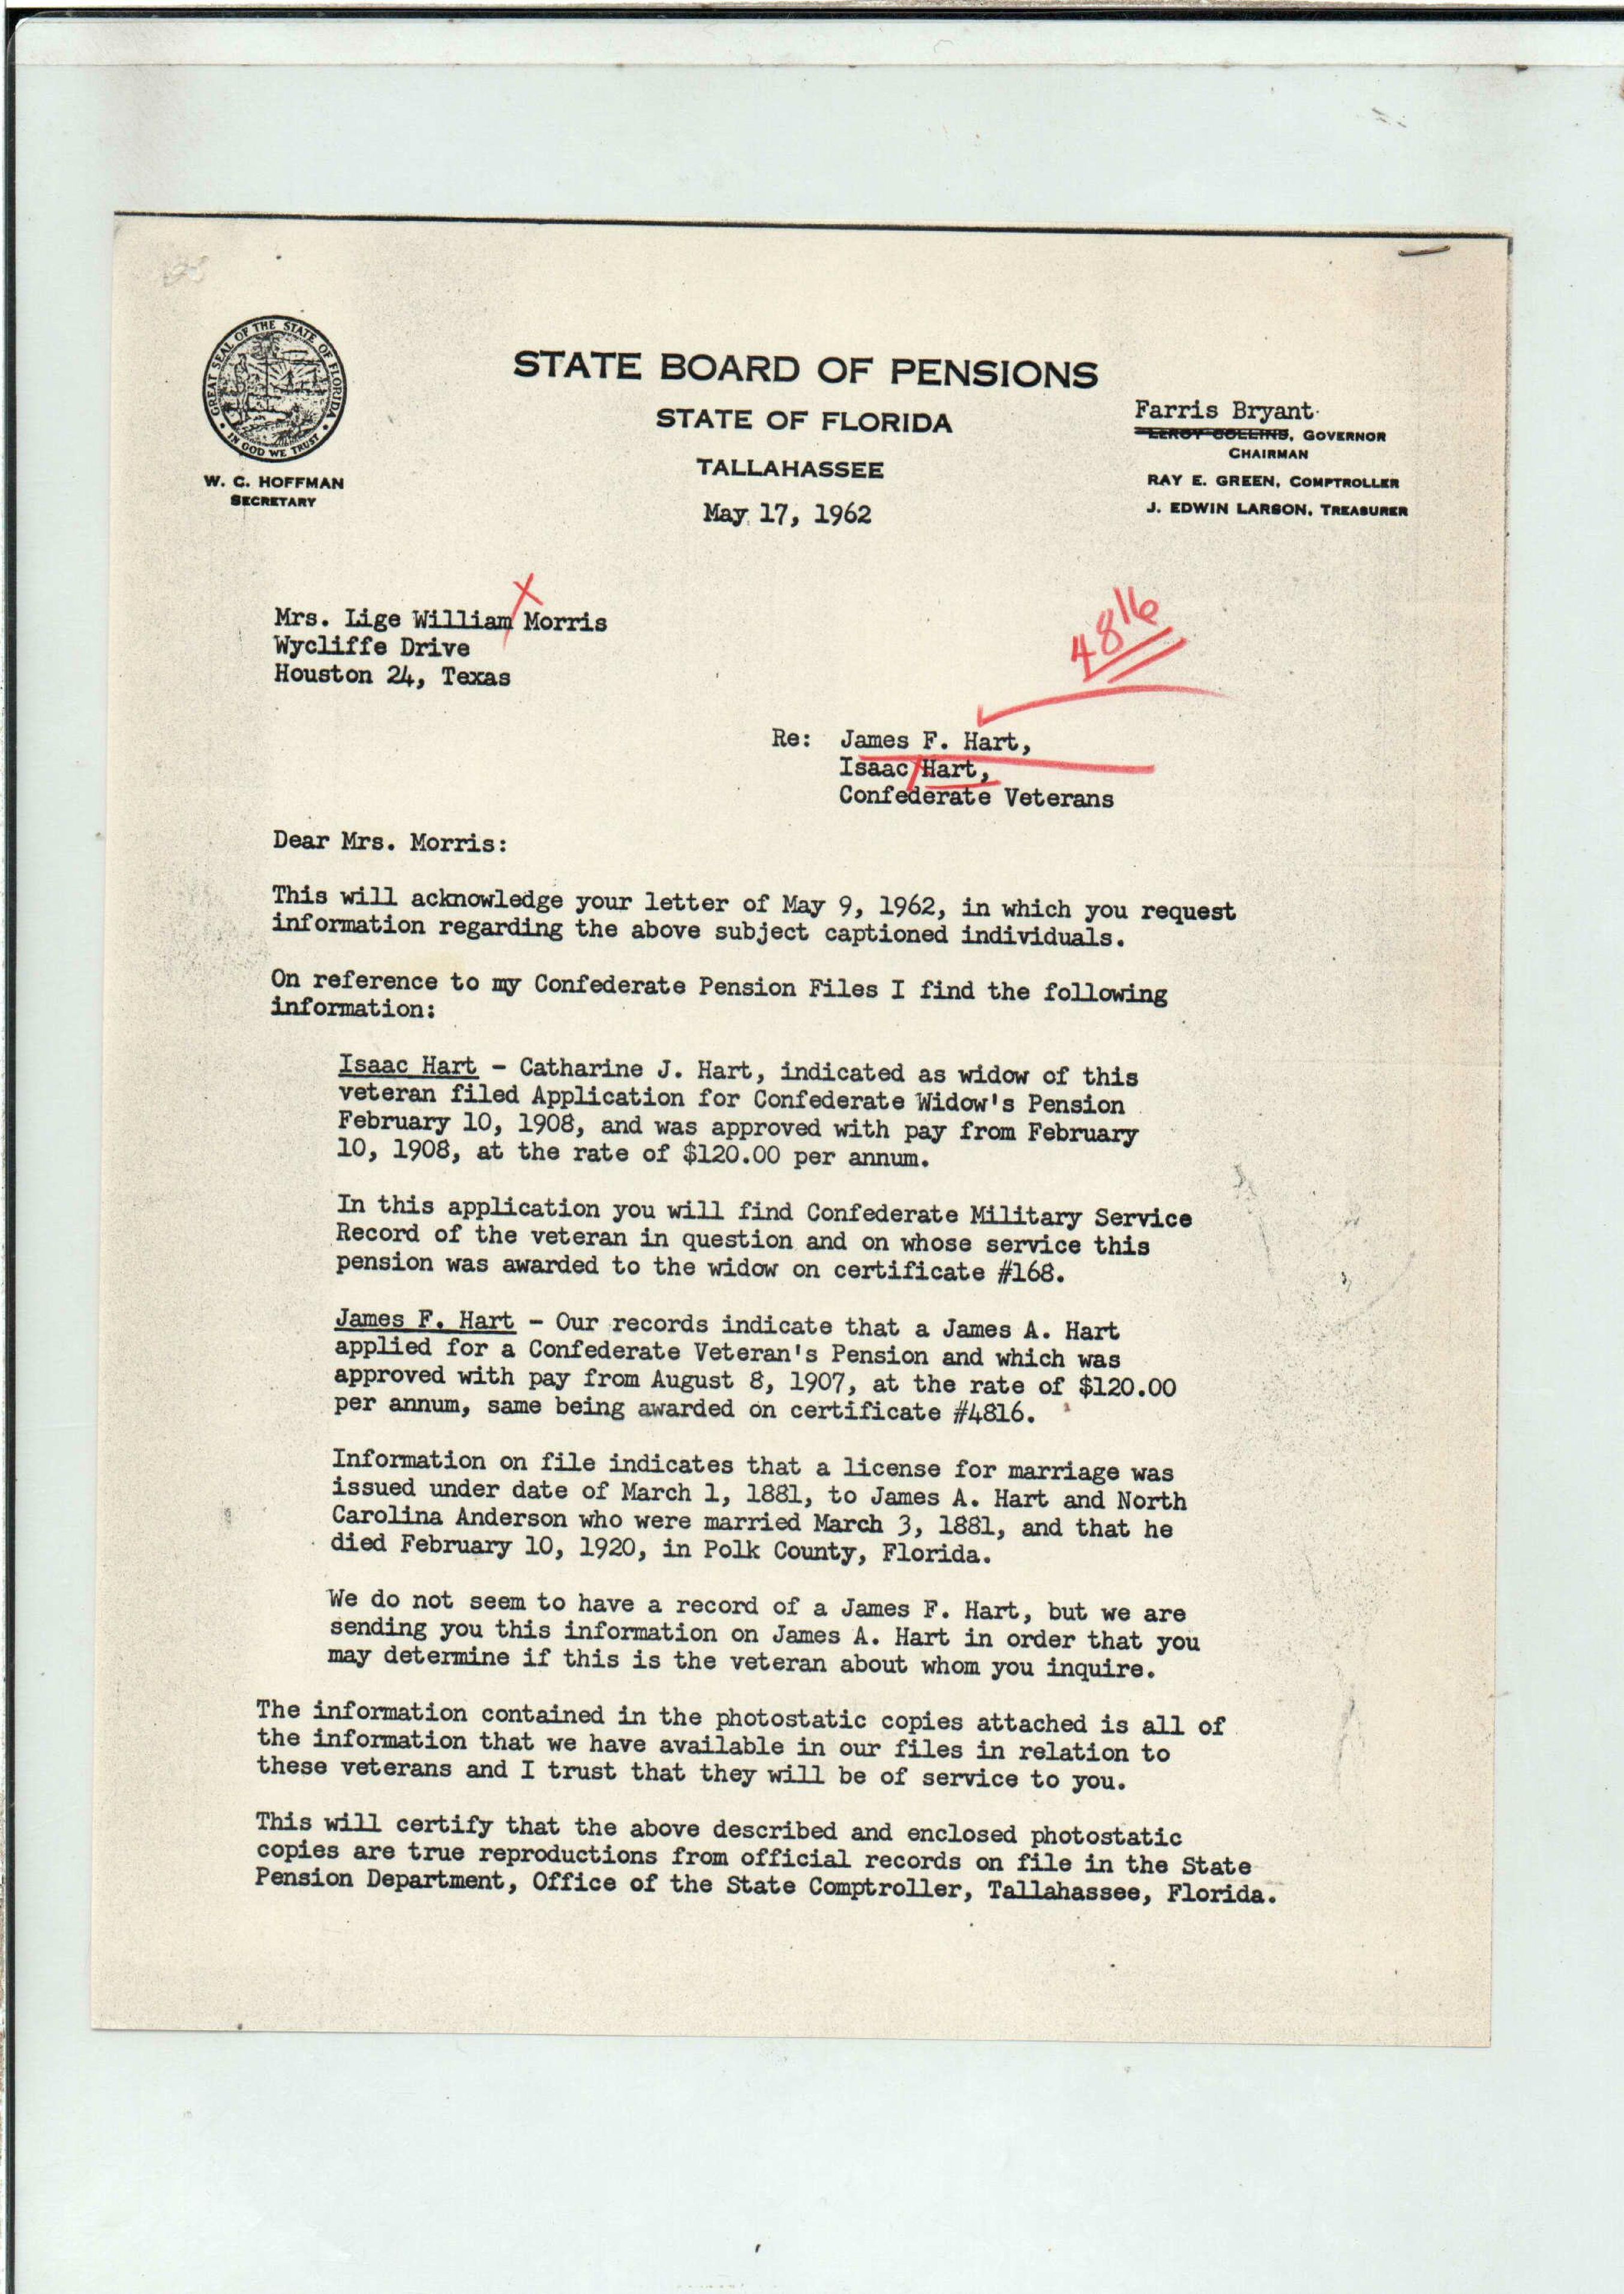 GREAT SEAL OF THE STATE OF FLORIDA
IN GOD WE TRUST
W. C. HOFFMAN
SECRETARY
STATE BOARD OF PENSIONS
STATE OF FLORIDA
TALLAHASSEE
May 17, 1962
Farris Bryant
LEROY COLLINS, GOVERNOR
CHAIRMAN
RAY E. GREEN, COMPTROLLER
J. EDWIN LARSON, TREASURER
Mrs. Lige William Morris
Wycliffe Drive
Houston 24, Texas
4816
Re: James F. Hart,
Isaac Hart,
Confederate Veterans
Dear Mrs. Morris:
This will acknowledge your letter of May 9, 1962, in which you request
information regarding the above subject captioned individuals.
On reference to my Confederate Pension Files I find the following
information:
Isaac Hart - Catharine J. Hart, indicated as widow of this
veteran filed Application for Confederate Widow's Pension
February 10, 1908, and was approved with pay from February
10, 1908, at the rate of $120.00 per annum.
In this application you will find Confederate Military Service
Record of the veteran in question and on whose service this
pension was awarded to the widow on certificate #168.
James F. Hart - Our records indicate that a James A. Hart
applied for a Confederate Veteran's Pension and which was
approved with pay from August 8, 1907, at the rate of $120.00
per annum, same being awarded on certificate #4816.
Information on file indicates that a license for marriage was
issued under date of March 1, 1881, to James A. Hart and North
Carolina Anderson who were married March 3, 1881, and that he
died February 10, 1920, in Polk County, Florida.
We do not seem to have a record of a James F. Hart, but we are
sending you this information on James A. Hart in order that you
may determine if this is the veteran about whom you inquire.
The information contained in the photostatic copies attached is all of
the information that we have available in our files in relation to
these veterans and I trust that they will be of service to you.
This will certify that the above described and enclosed photostatic
copies are true reproductions from official records on file in the State
Pension Department, Office of the State Comptroller, Tallahassee, Florida.